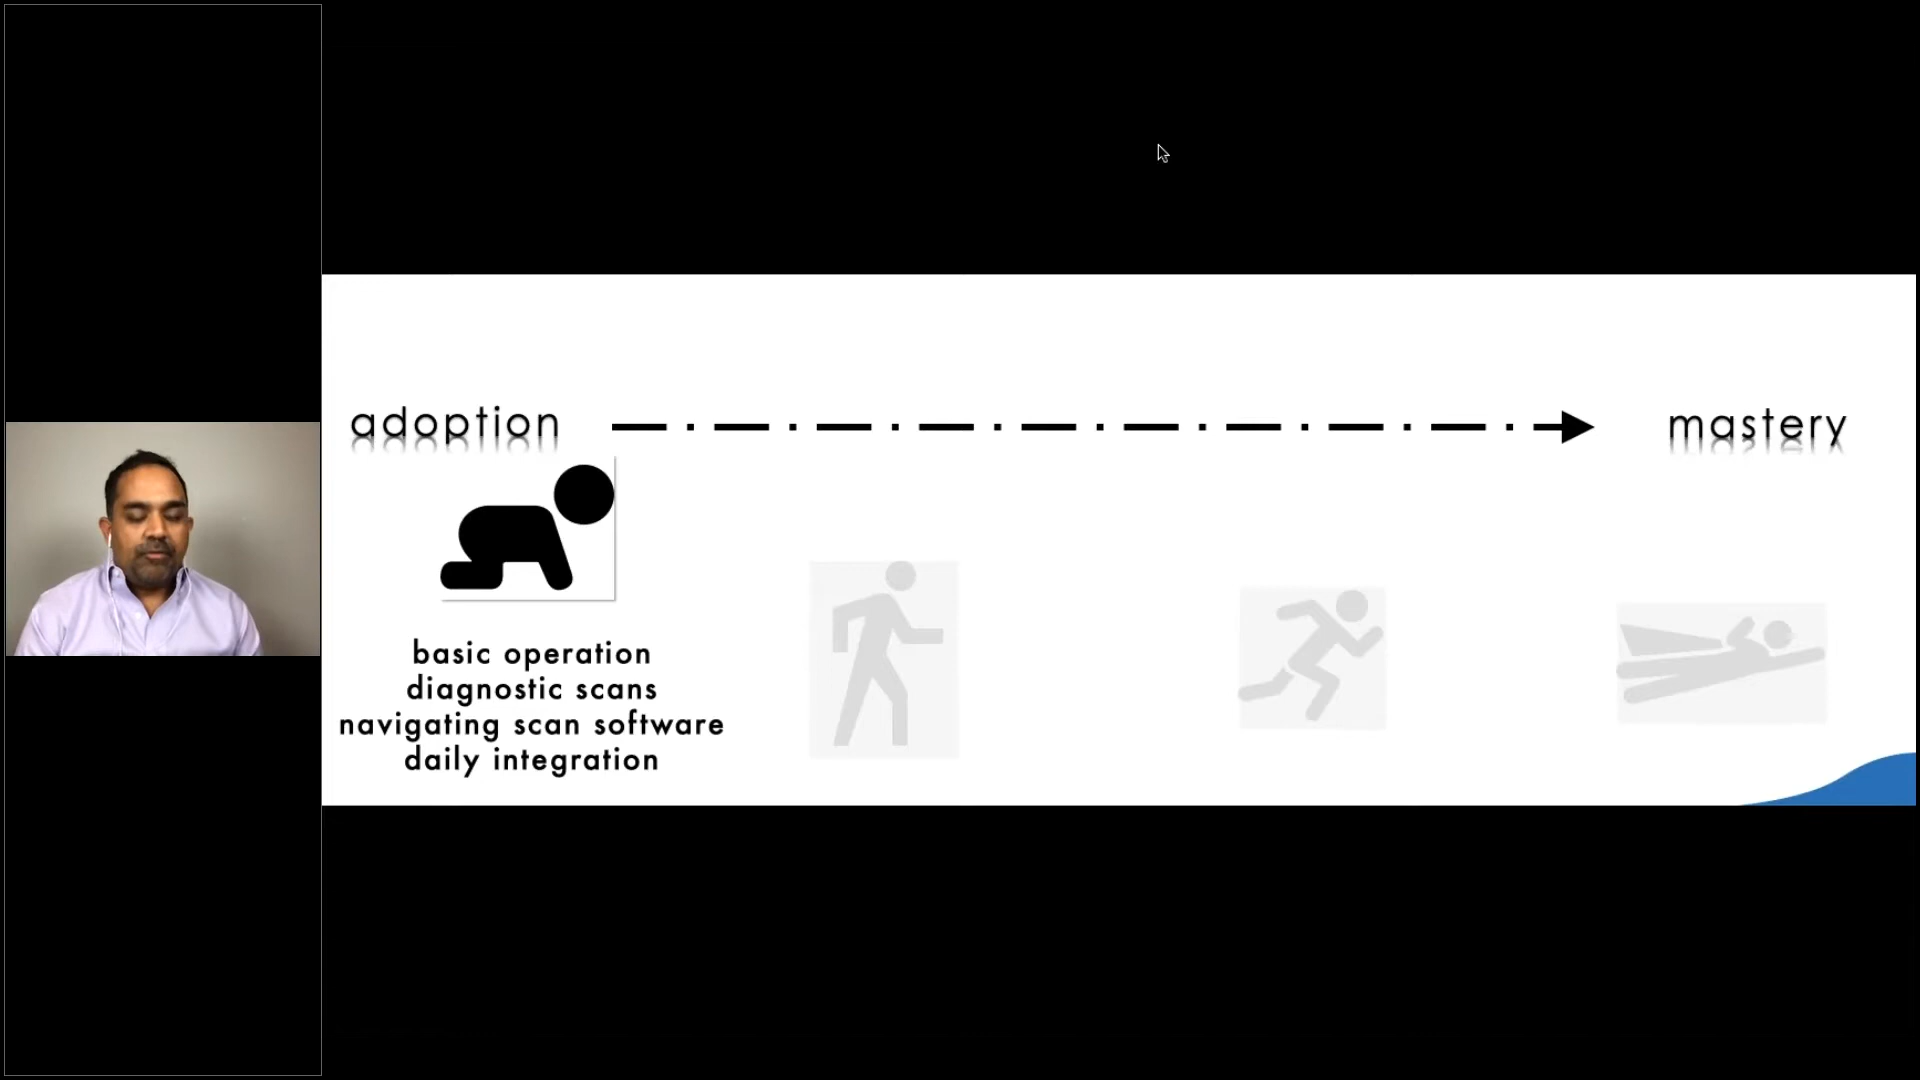 adoption
mastery
basic operation
diagnostic scans
navigating scan software
daily integration